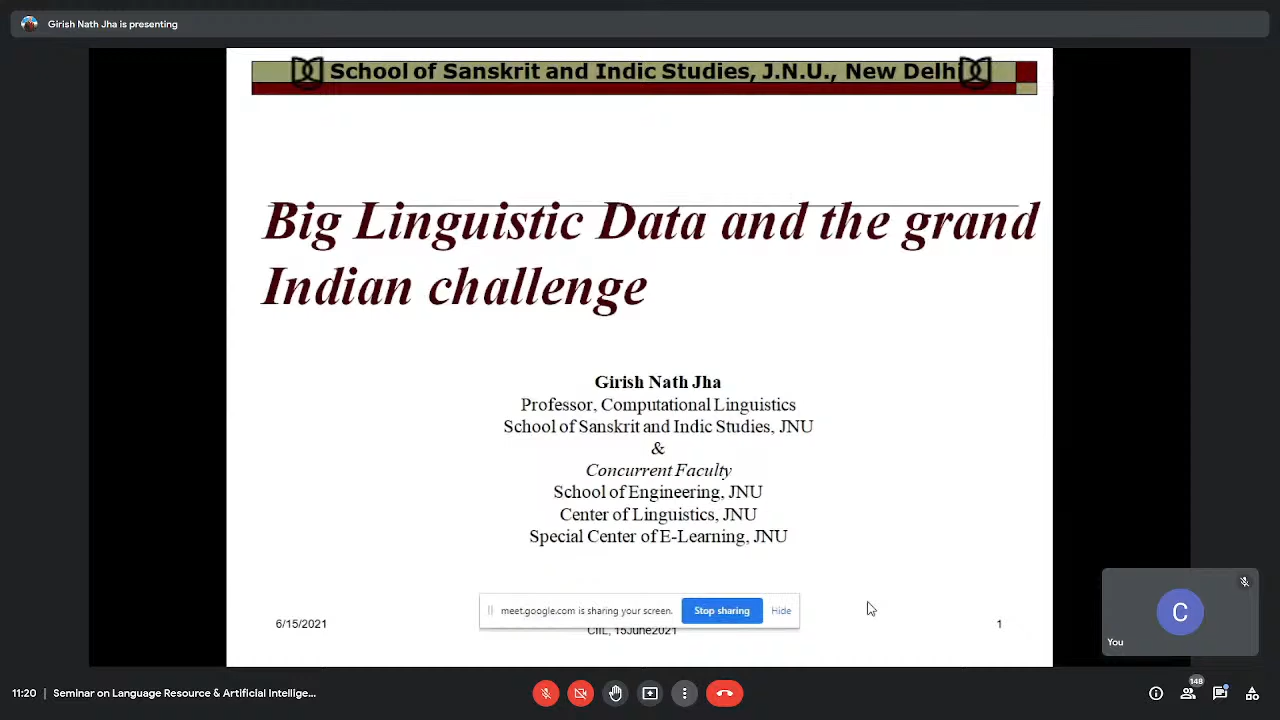 Girish Nath Jha is presenting
School of Sanskrit and Indic Studies, J.N.U., New Delhi
Big Linguistic Data and the grand
Indian challenge
Girish Nath Jha
Professor, Computational Linguistics
School of Sanskrit and Indic Studies, JNU
&
Concurrent Faculty
School of Engineering, JNU
Center of Linguistics, JNU
Special Center of E-Learning, JNU
meet.google.com is sharing your screen. Stop sharing Hide
6/15/2021 CIIL, 15June2021 1
C
You
11:20 | Seminar on Language Resource & Artificial Intellige...
148